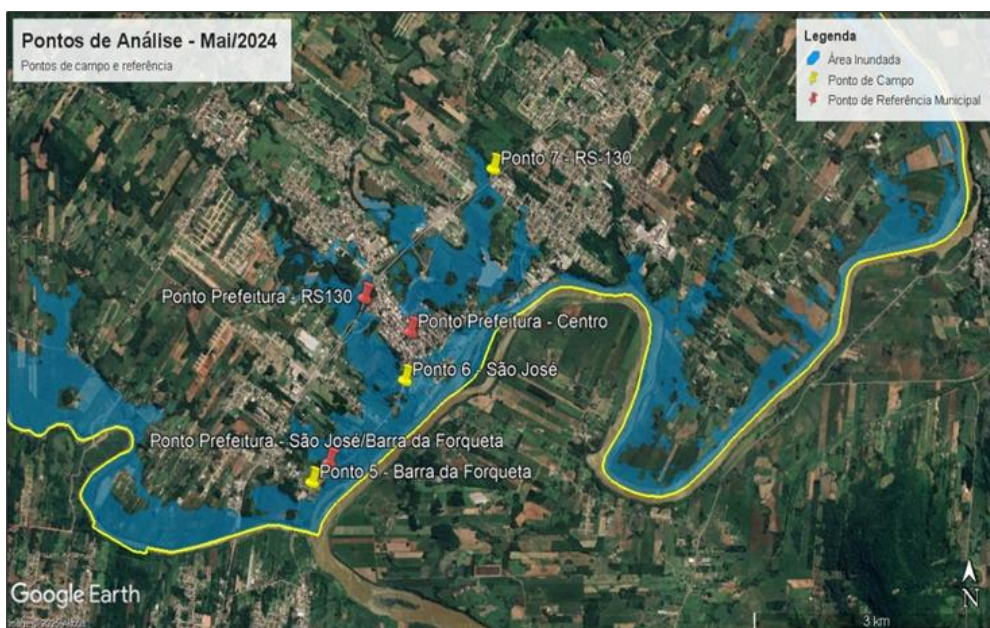 Pontos de Análise - Mai/2024
Pontos de campo e referência
Legenda
Área Inundada
Ponto de Campo
Ponto de Referência Municipal
Ponto 7 - RS-130
Ponto Prefeitura - RS130
Ponto Prefeitura - Centro
Ponto 6 - São José
Ponto Prefeitura - São José/Barra da Forqueta
Ponto 5 - Barra da Forqueta
Google Earth
N
3 km